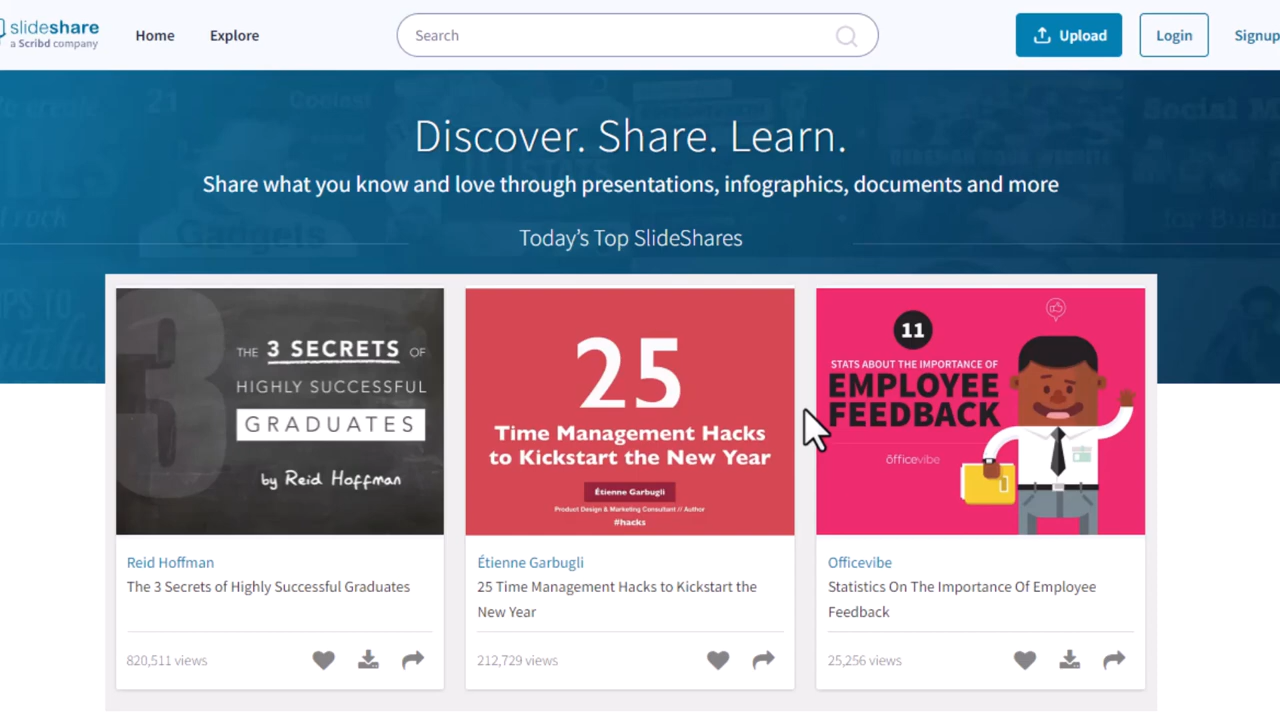 slideshare
a Scribd company
Home
Explore
Search
Upload
Login
Signup
Discover. Share. Learn.
Share what you know and love through presentations, infographics, documents and more
Today's Top SlideShares
THE 3 SECRETS OF
HIGHLY SUCCESSFUL
GRADUATES
by Reid Hoffman
25
Time Management Hacks
to Kickstart the New Year
Étienne Garbugli
Product Design & Marketing Consultant // Author
#hacks
11
STATS ABOUT THE IMPORTANCE OF
EMPLOYEE
FEEDBACK
officevibe
Reid Hoffman
The 3 Secrets of Highly Successful Graduates
820,511 views
Étienne Garbugli
25 Time Management Hacks to Kickstart the
New Year
212,729 views
Officevibe
Statistics On The Importance Of Employee
Feedback
25,256 views